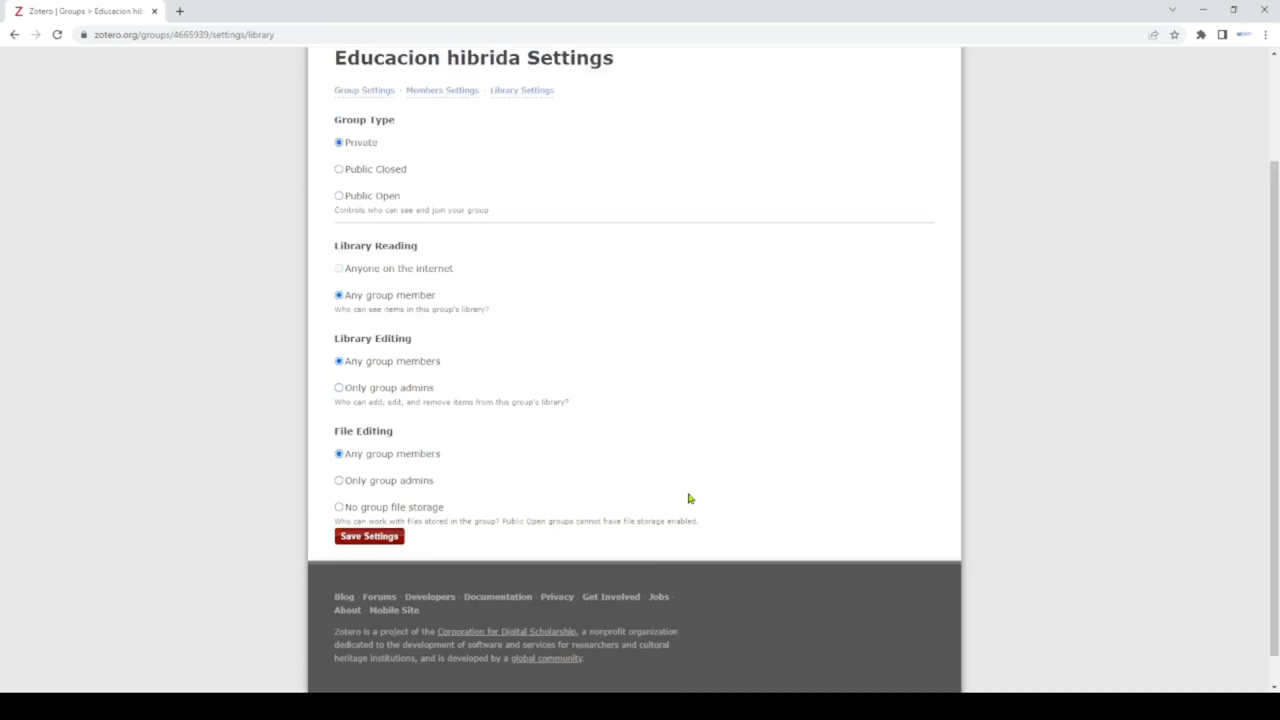 Zotero | Groups > Educacion hib
zotero.org/groups/4665939/settings/library
Educacion hibrida Settings
Group Settings · Members Settings · Library Settings
Group Type
Private
Public Closed
Public Open
Controls who can see and join your group
Library Reading
Anyone on the internet
Any group member
Who can see items in this group's library?
Library Editing
Any group members
Only group admins
Who can add, edit, and remove items from this group's library?
File Editing
Any group members
Only group admins
No group file storage
Who can work with files stored in the group? Public Open groups cannot have file storage enabled.
Save Settings
Blog · Forums · Developers · Documentation · Privacy · Get Involved · Jobs ·
About · Mobile Site
Zotero is a project of the Corporation for Digital Scholarship, a nonprofit organization
dedicated to the development of software and services for researchers and cultural
heritage institutions, and is developed by a global community.